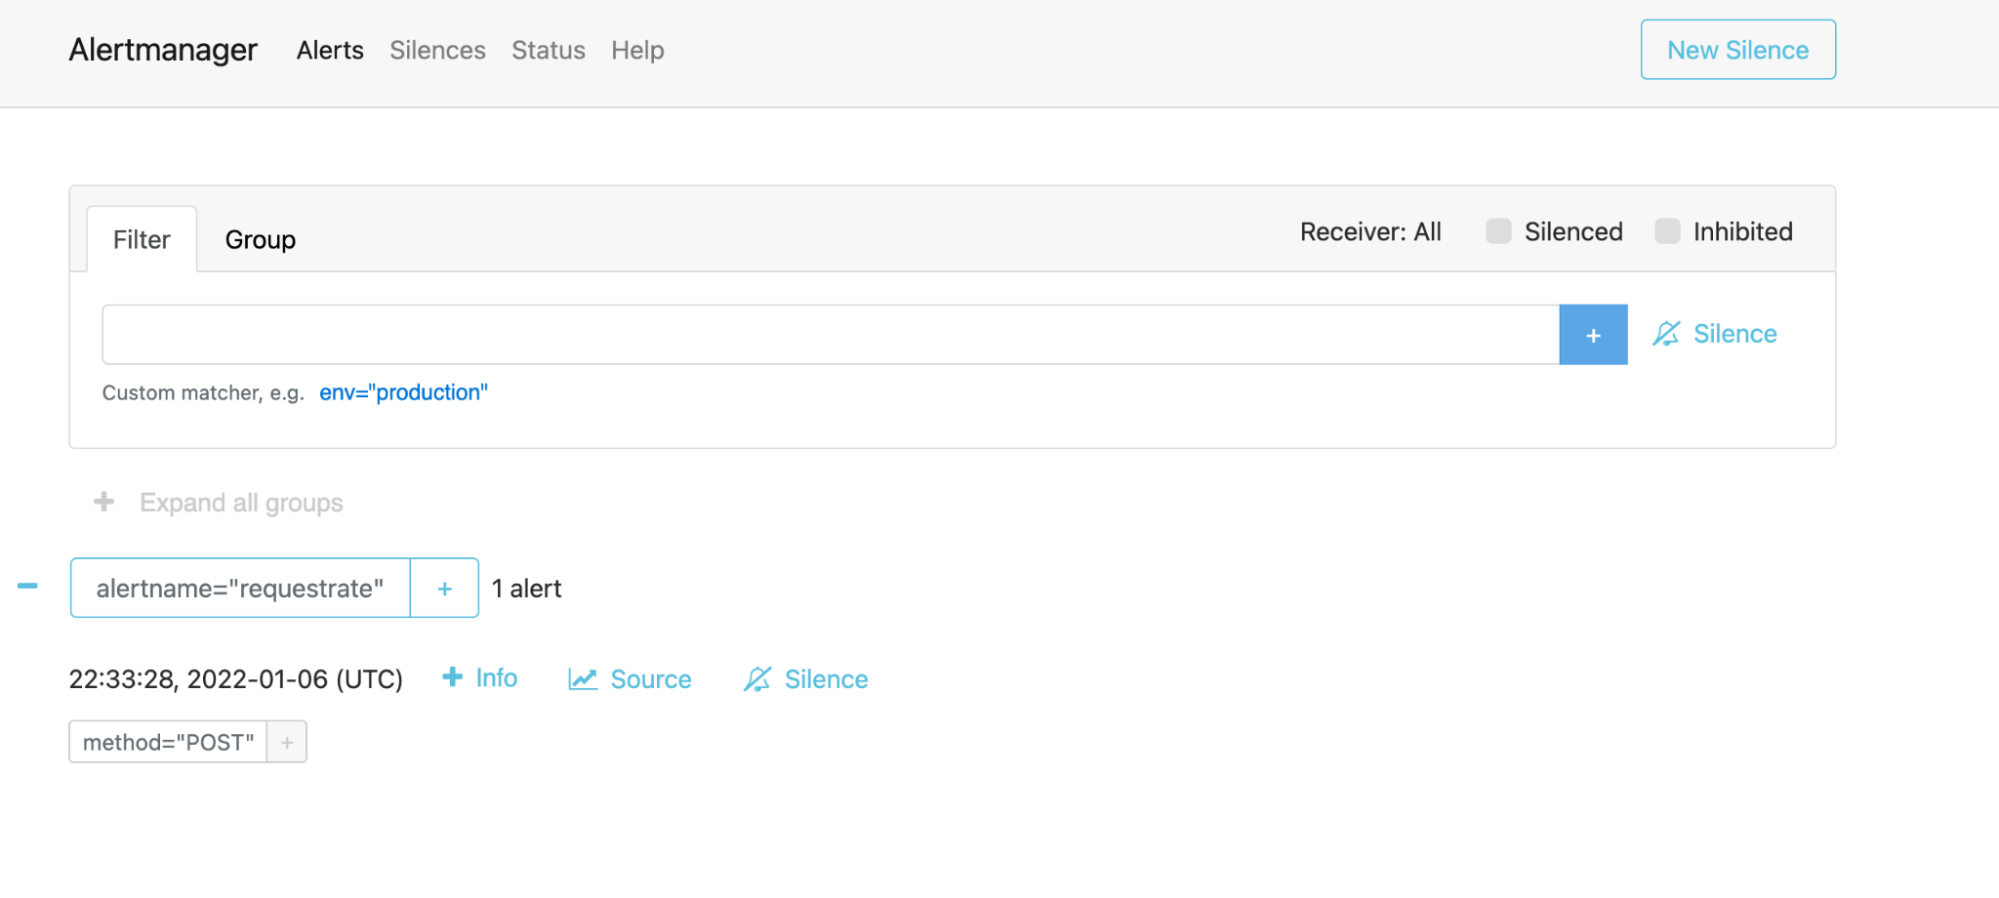 Alertmanager Alerts Silences Status Help New Silence
Filter Group Receiver: All Silenced Inhibited
+ Silence
Custom matcher, e.g. env="production"
+ Expand all groups
- alertname="requestrate" + 1 alert
22:33:28, 2022-01-06 (UTC) + Info Source Silence
method="POST" +